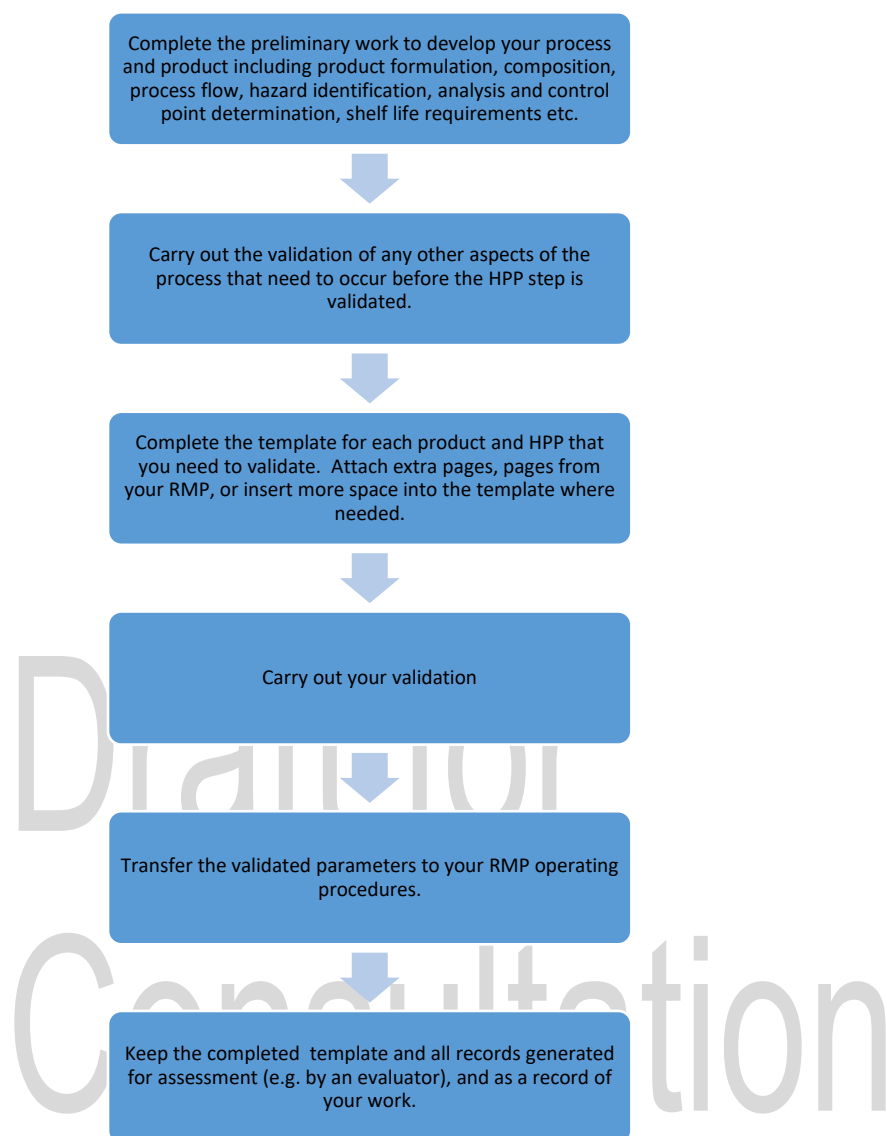 Complete the preliminary work to develop your process
and product including product formulation, composition,
process flow, hazard identification, analysis and control
point determination, shelf life requirements etc.
Carry out the validation of any other aspects of the
process that need to occur before the HPP step is
validated.
Complete the template for each product and HPP that
you need to validate.  Attach extra pages, pages from
your RMP, or insert more space into the template where
needed.
Carry out your validation
Draft for
Transfer the validated parameters to your RMP operating
procedures.
Consultation
Keep the completed  template and all records generated
for assessment (e.g. by an evaluator), and as a record of
your work.